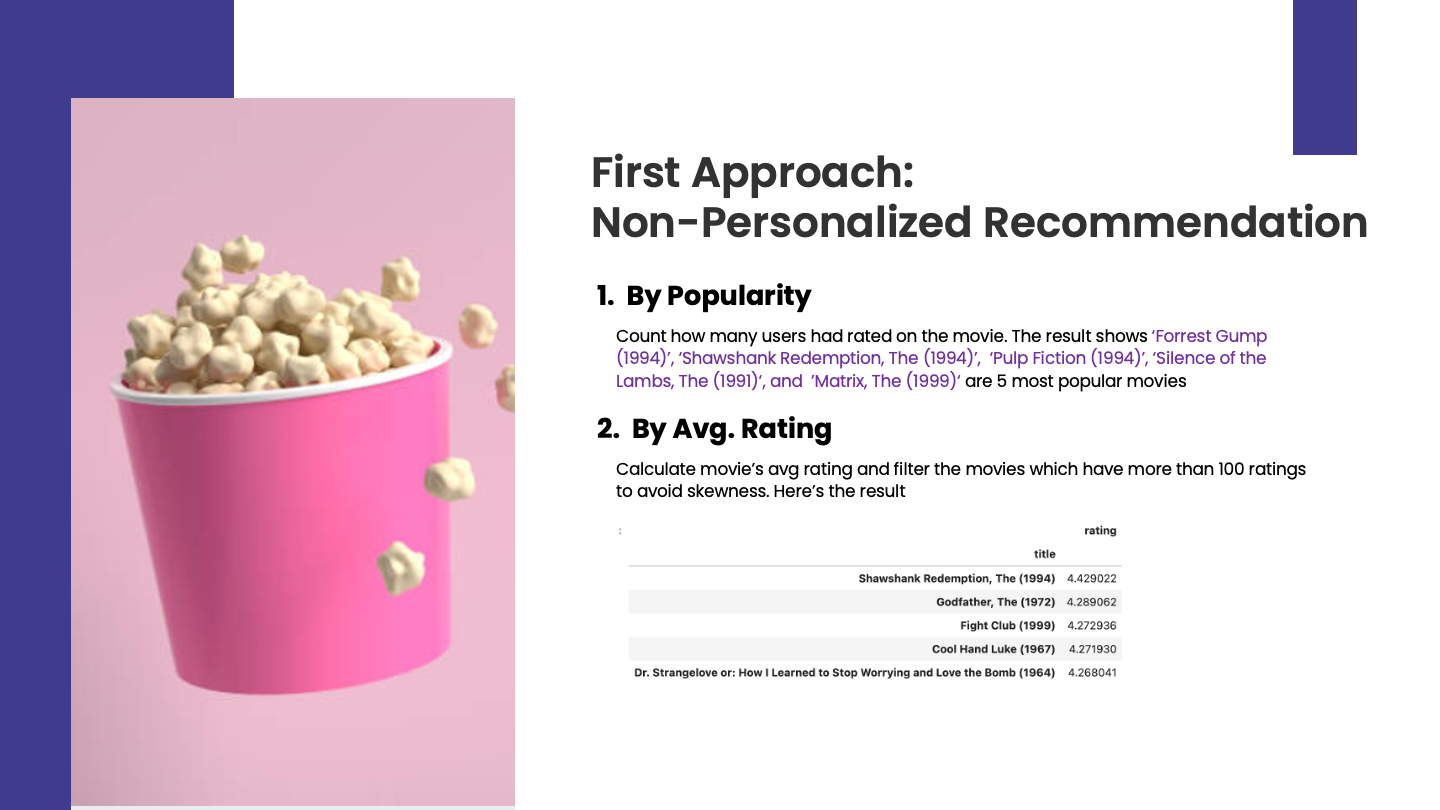 First Approach:
Non-Personalized Recommendation
1. By Popularity
Count how many users had rated on the movie. The result shows ‘Forrest Gump
(1994)’, ‘Shawshank Redemption, The (1994)’, ‘Pulp Fiction (1994)’, ‘Silence of the
Lambs, The (1991)’, and ’Matrix, The (1999)’ are 5 most popular movies
2. By Avg. Rating
Calculate movie’s avg rating and filter the movies which have more than 100 ratings
to avoid skewness. Here’s the result
: rating
title
Shawshank Redemption, The (1994) 4.429022
Godfather, The (1972) 4.289062
Fight Club (1999) 4.272936
Cool Hand Luke (1967) 4.271930
Dr. Strangelove or: How I Learned to Stop Worrying and Love the Bomb (1964) 4.268041